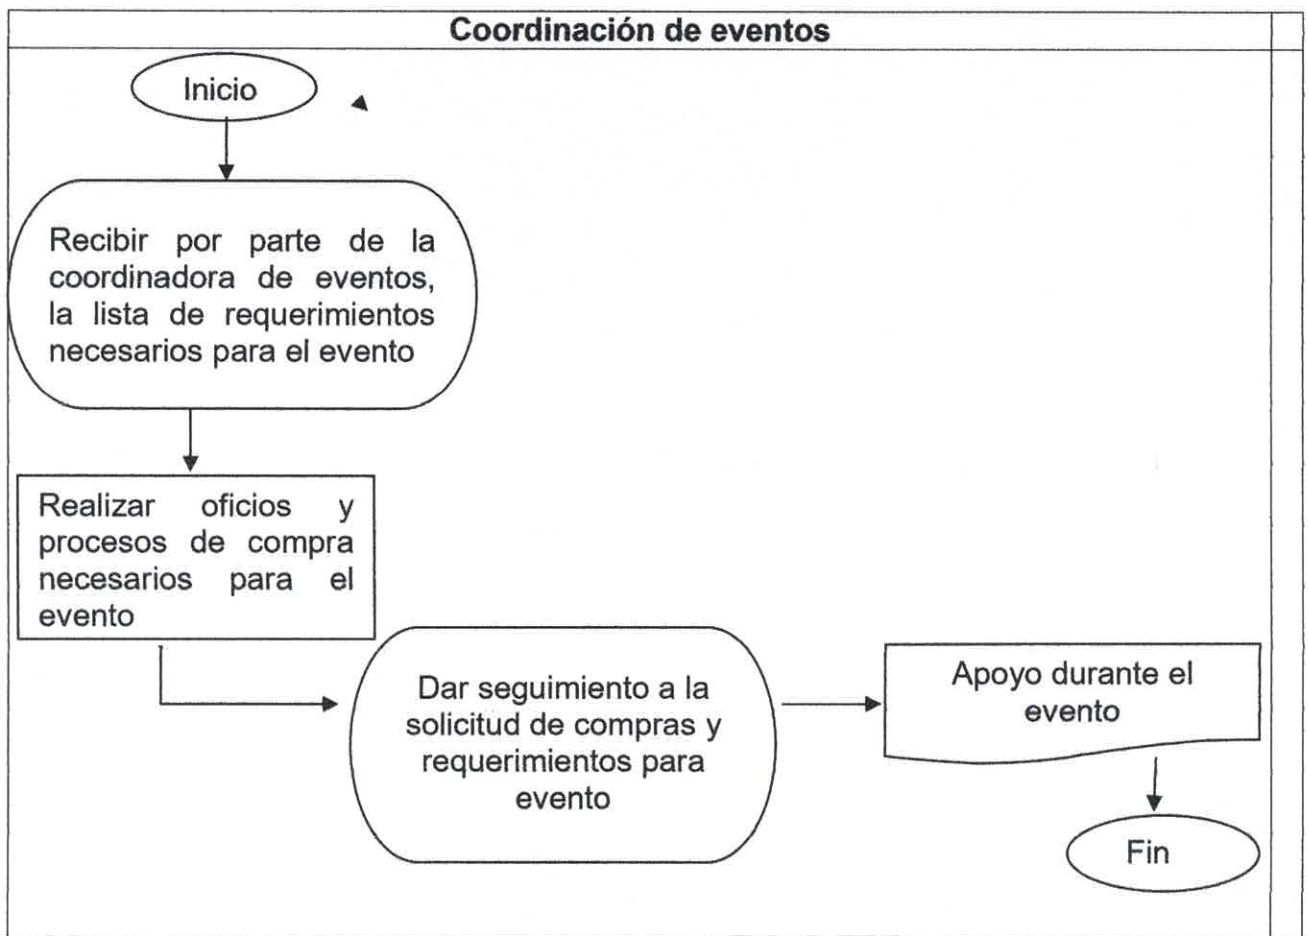 Coordinación de eventos
Inicio
Recibir por parte de la
coordinadora de eventos,
la lista de requerimientos
necesarios para el evento
Realizar oficios y
procesos de compra
necesarios para el
evento
Dar seguimiento a la
solicitud de compras y
requerimientos para
evento
Apoyo durante el
evento
Fin